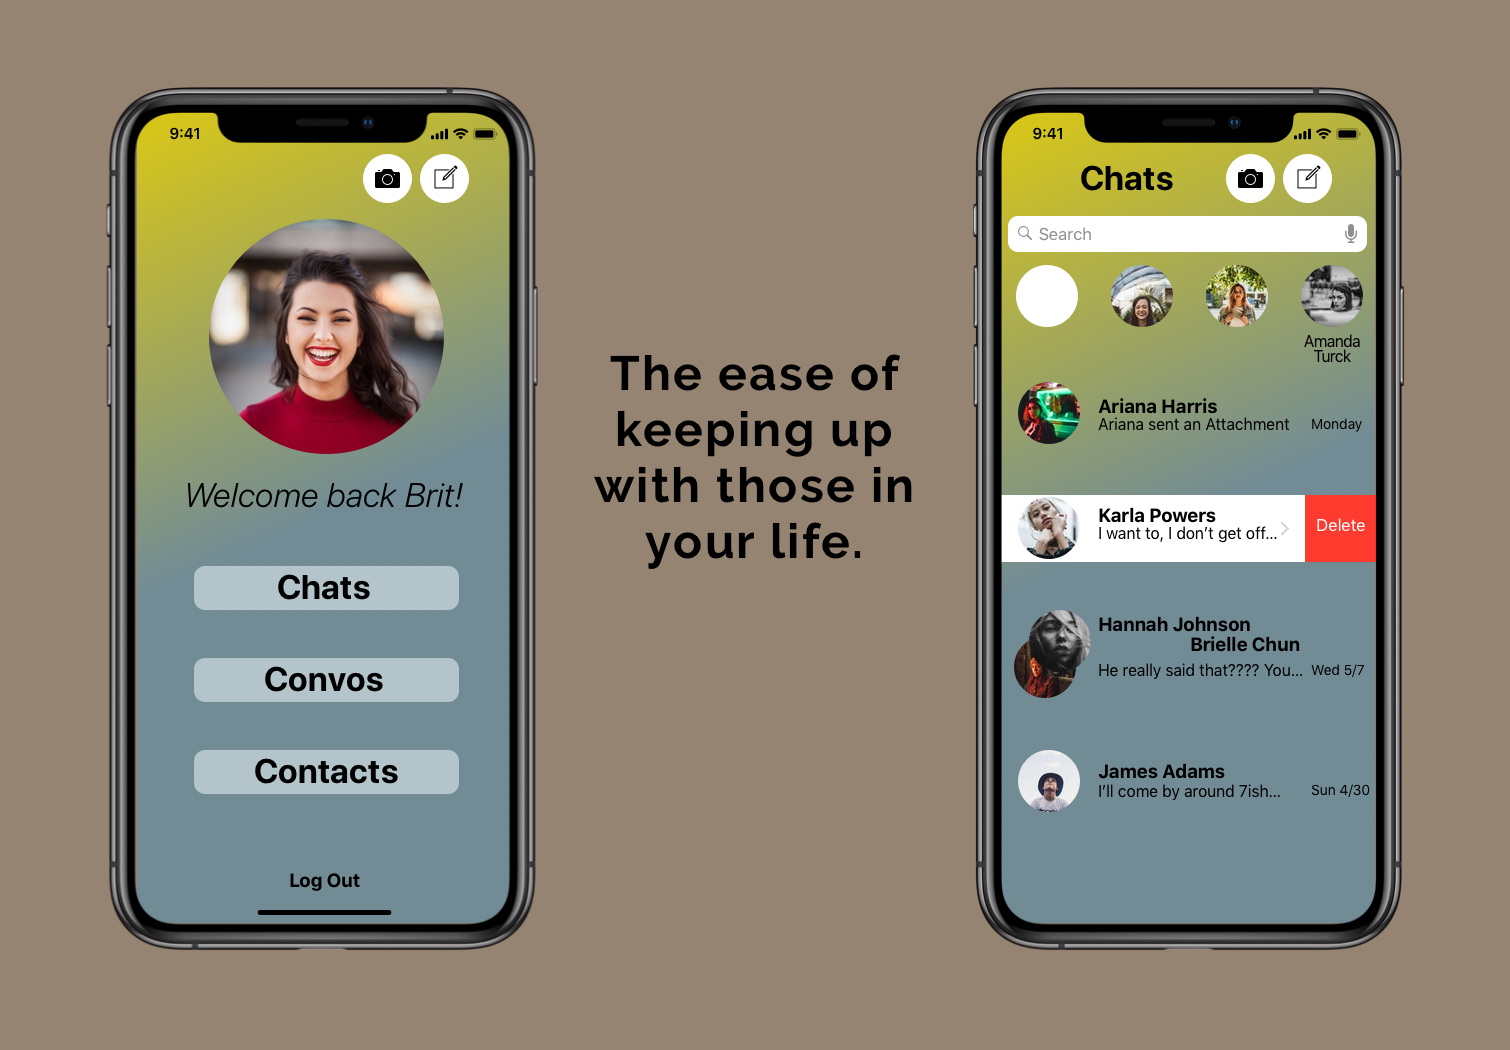 9:41
Welcome back Brit!
Chats
Convos
Contacts
Log Out
The ease of
keeping up
with those in
your life.
9:41
Chats
Search
Amanda
Turck
Ariana Harris
Ariana sent an Attachment
Monday
Karla Powers
I want to, I don’t get off...
Delete
Hannah Johnson
Brielle Chun
He really said that???? You...
Wed 5/7
James Adams
I’ll come by around 7ish...
Sun 4/30